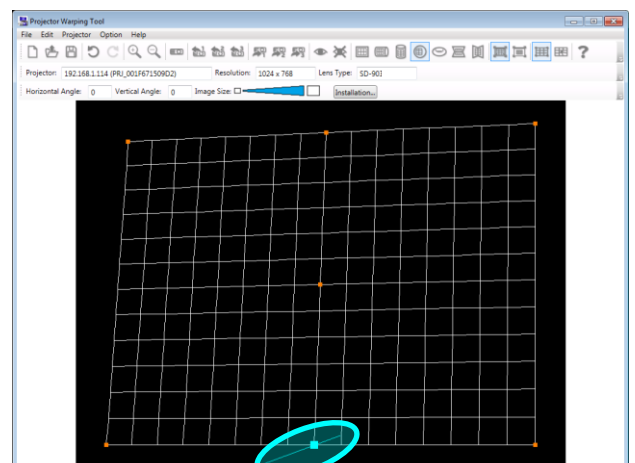 Projector Warping Tool
File Edit Projector Option Help
Projector: 192.168.1.114 (PRJ_001F671509D2) Resolution: 1024 x 768 Lens Type: SD-903
Horizontal Angle: 0 Vertical Angle: 0 Image Size: Installation...